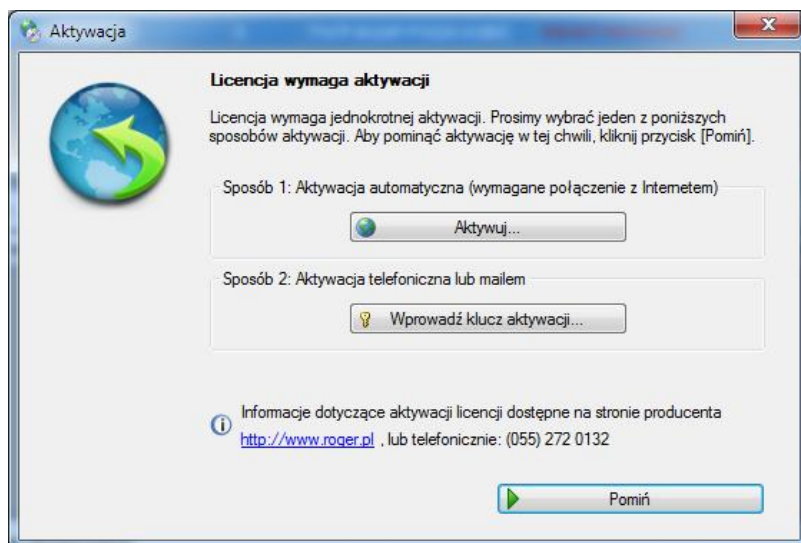 Aktywacja
Licencja wymaga aktywacji
Licencja wymaga jednokrotnej aktywacji. Prosimy wybrać jeden z poniższych
sposobów aktywacji. Aby pominąć aktywację w tej chwili, kliknij przycisk [Pomiń].
Sposób 1: Aktywacja automatyczna (wymagane połączenie z Internetem)
Aktywuj...
Sposób 2: Aktywacja telefoniczna lub mailem
Wprowadź klucz aktywacji...
Informacje dotyczące aktywacji licencji dostępne na stronie producenta
http://www.roger.pl , lub telefonicznie: (055) 272 0132
Pomiń